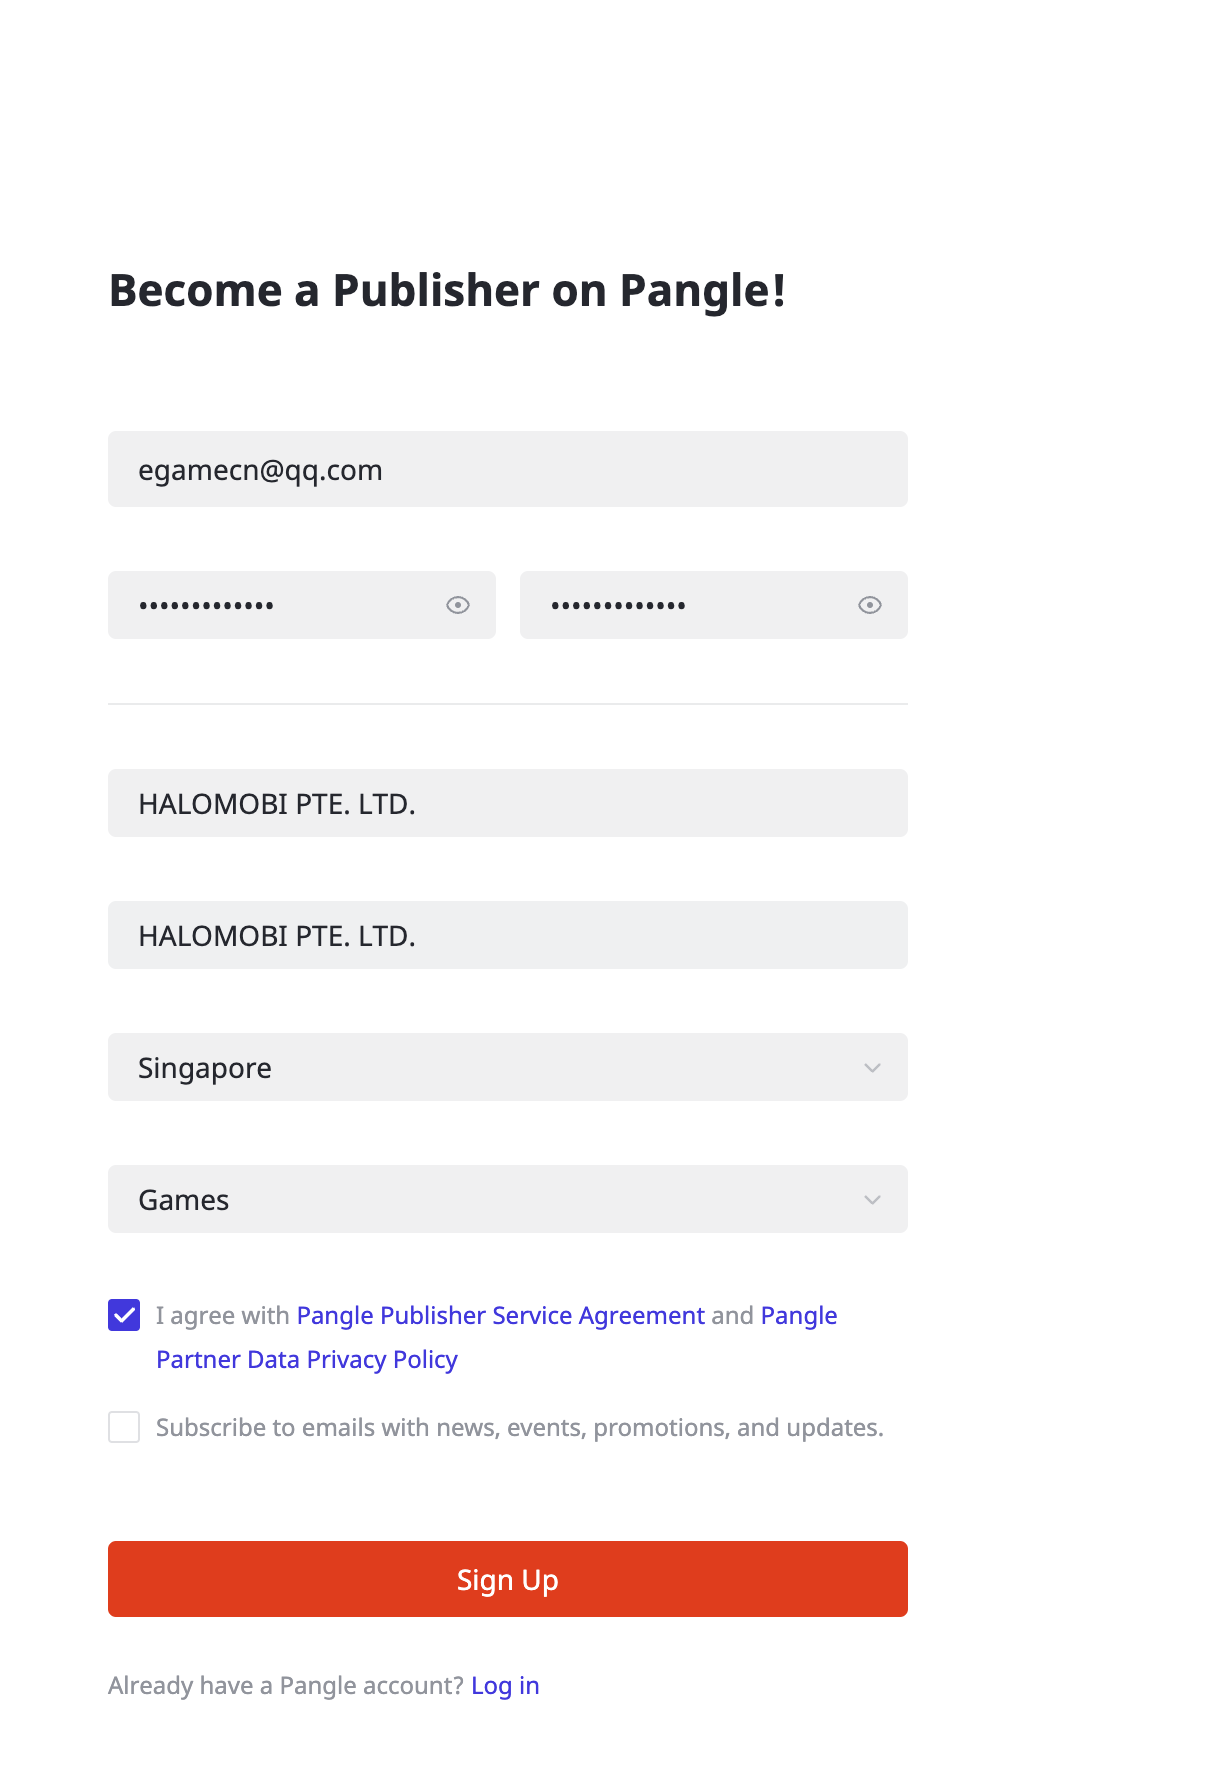 Become a Publisher on Pangle!
egamecn@qq.com
••••••••••••• •••••••••••••
HALOMOBI PTE. LTD.
HALOMOBI PTE. LTD.
Singapore
Games
I agree with Pangle Publisher Service Agreement and Pangle
Partner Data Privacy Policy
Subscribe to emails with news, events, promotions, and updates.
Sign Up
Already have a Pangle account? Log in